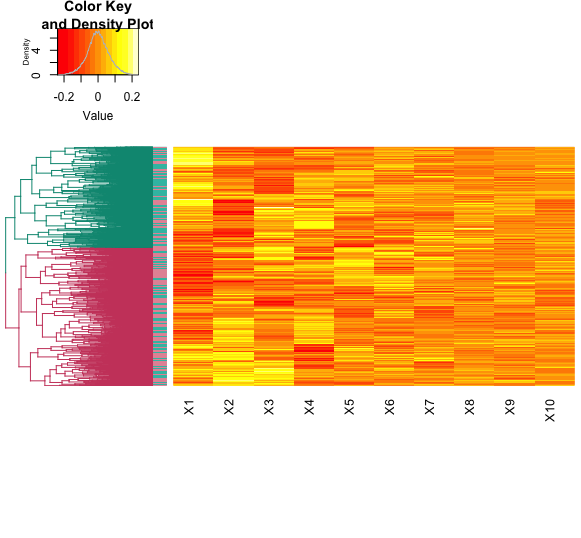 Color Key
and Density Plot
Density
0 4
-0.2 0 0.2
Value
X1 X2 X3 X4 X5 X6 X7 X8 X9 X10